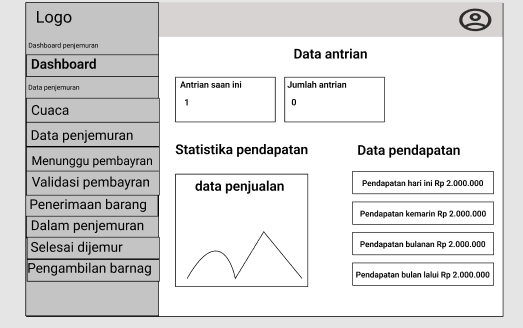 Logo
Dashboard penjemuran
Dashboard
Data penjemuran
Cuaca
Data penjemuran
Menunggu pembayran
Validasi pembayran
Penerimaan barang
Dalam penjemuran
Selesai dijemur
Pengambilan barnag
Data antrian
Antrian saan ini
1
Jumlah antrian
0
Statistika pendapatan
data penjualan
Data pendapatan
Pendapatan hari ini Rp 2.000.000
Pendapatan kemarin Rp 2.000.000
Pendapatan bulanan Rp 2.000.000
Pendapatan bulan lalui Rp 2.000.000